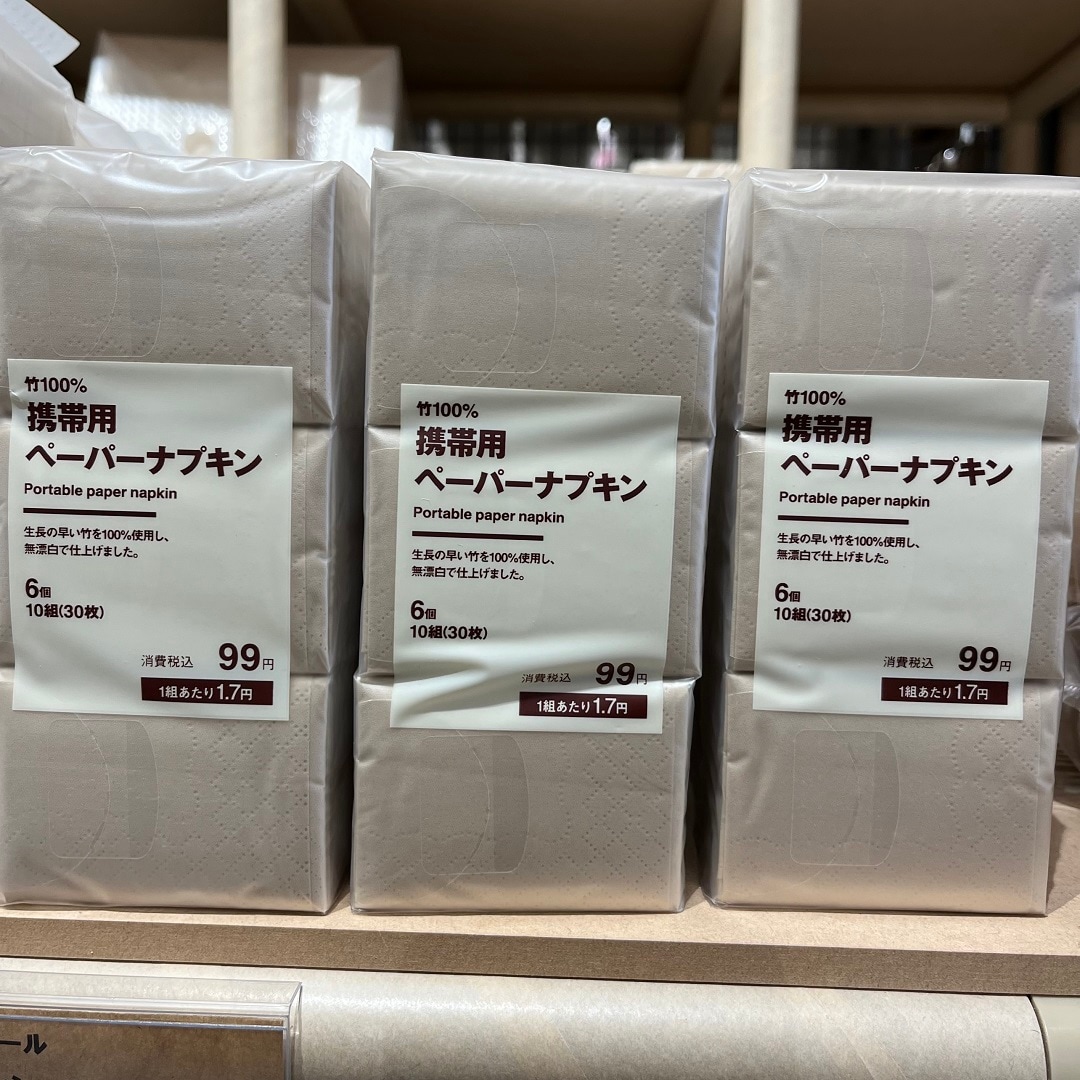 竹100%
携帯用
ペーパーナプキン
Portable paper napkin
生長の早い竹を100%使用し、
無漂白で仕上げました。
6個
10組(30枚)
消費税込 99円
1組あたり1.7円
竹100%
携帯用
ペーパーナプキン
Portable paper napkin
生長の早い竹を100%使用し、
無漂白で仕上げました。
6個
10組(30枚)
消費税込 99円
1組あたり1.7円
竹100%
携帯用
ペーパーナプキン
Portable paper napkin
生長の早い竹を100%使用し、
無漂白で仕上げました。
6個
10組(30枚)
消費税込 99円
1組あたり1.7円
ール